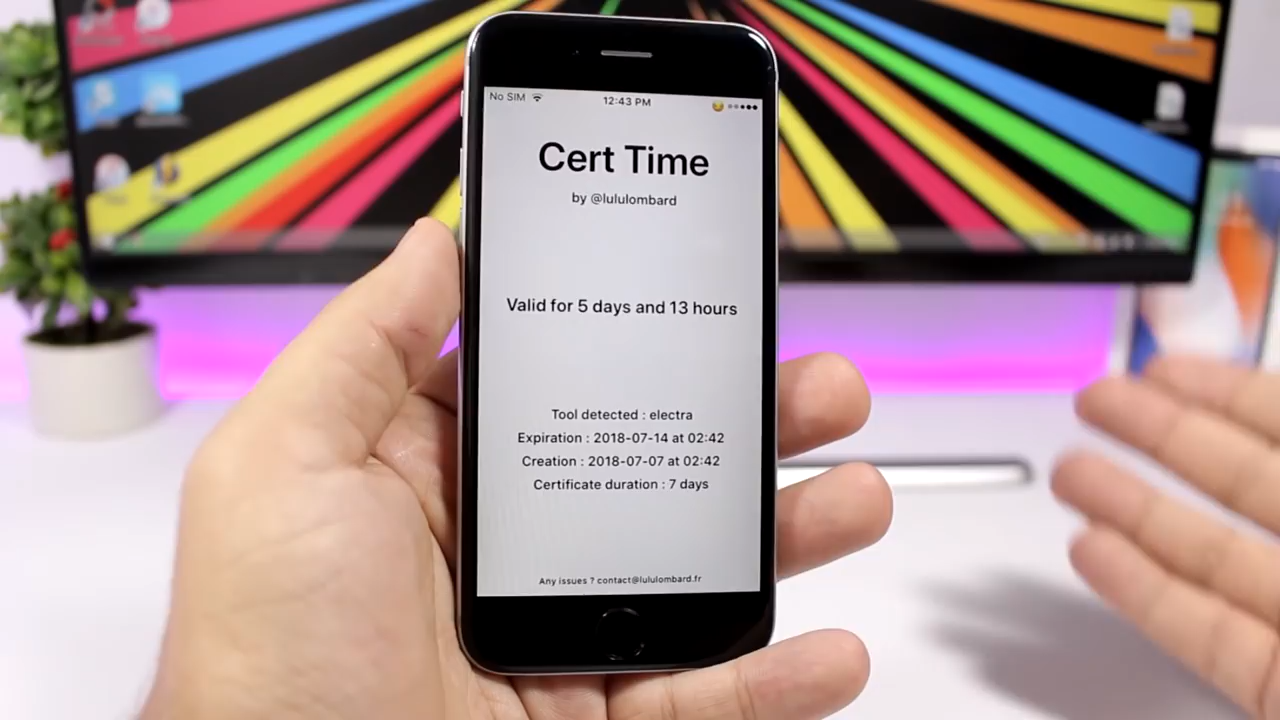 No SIM 12:43 PM
Cert Time
by @lululombard
Valid for 5 days and 13 hours
Tool detected : electra
Expiration : 2018-07-14 at 02:42
Creation : 2018-07-07 at 02:42
Certificate duration : 7 days
Any issues ? contact@lululombard.fr